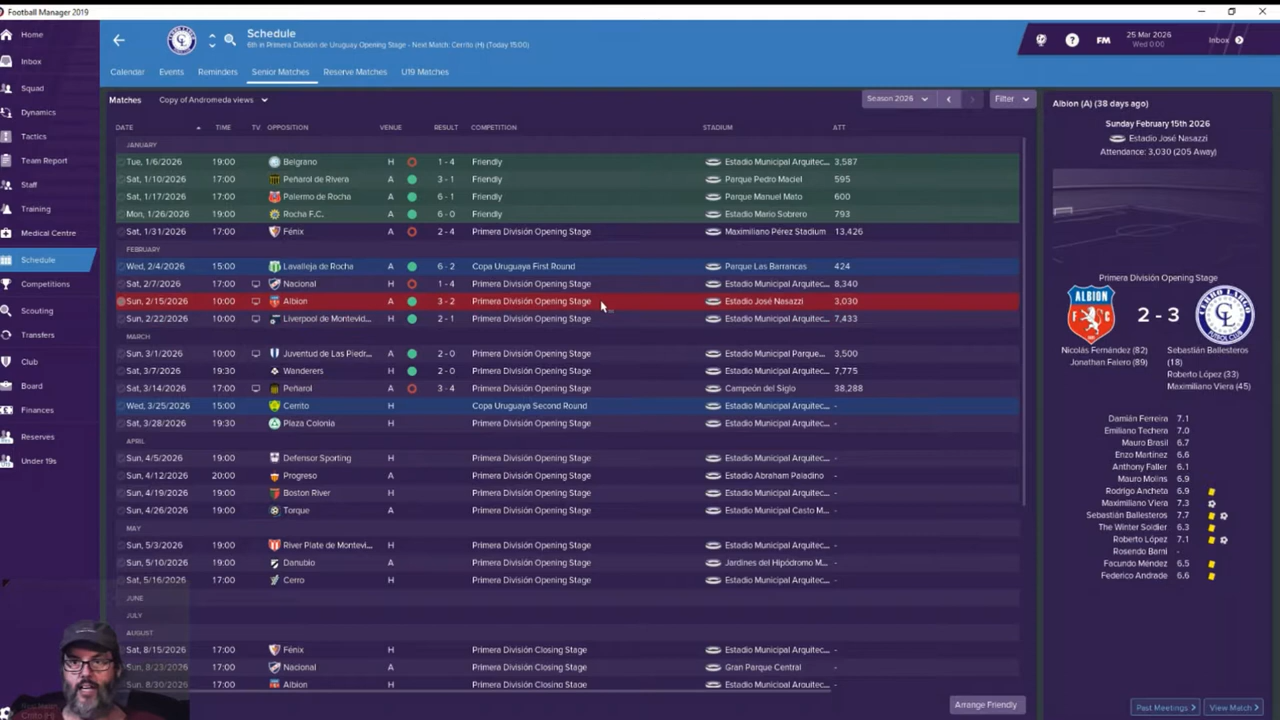 Football Manager 2019
Schedule
6th in Primera División de Uruguay Opening Stage - Next Match: Cerrito (H) (Today 15:00)
25 Mar 2026
Wed 0:00
FM
Inbox
Home
Inbox
Squad
Dynamics
Tactics
Team Report
Staff
Training
Medical Centre
Schedule
Competitions
Scouting
Transfers
Club
Board
Finances
Reserves
Under 19s
Calendar Events Reminders Senior Matches Reserve Matches U19 Matches
Matches Copy of Andromeda views Season 2026 Filter
DATE TIME TV OPPOSITION VENUE RESULT COMPETITION STADIUM ATT
JANUARY
Tue, 1/6/2026 19:00 Belgrano H 1 - 4 Friendly Estadio Municipal Arquitec... 3,587
Sat, 1/10/2026 17:00 Peñarol de Rivera A 3 - 1 Friendly Parque Pedro Maciel 595
Sat, 1/17/2026 17:00 Palermo de Rocha A 6 - 1 Friendly Parque Manuel Mato 600
Mon, 1/26/2026 19:00 Rocha F.C. A 6 - 0 Friendly Estadio Mario Sobrero 793
Sat, 1/31/2026 17:00 Fénix A 2 - 4 Primera División Opening Stage Maximiliano Pérez Stadium 13,426
FEBRUARY
Wed, 2/4/2026 15:00 Lavalleja de Rocha A 6 - 2 Copa Uruguaya First Round Parque Las Barrancas 424
Sat, 2/7/2026 17:00 Nacional H 1 - 4 Primera División Opening Stage Estadio Municipal Arquitec... 8,340
Sun, 2/15/2026 10:00 Albion A 3 - 2 Primera División Opening Stage Estadio José Nasazzi 3,030
Sun, 2/22/2026 10:00 Liverpool de Montevid... H 2 - 1 Primera División Opening Stage Estadio Municipal Arquitec... 7,433
MARCH
Sun, 3/1/2026 10:00 Juventud de Las Piedr... A 2 - 0 Primera División Opening Stage Estadio Municipal Parque... 3,500
Sat, 3/7/2026 19:30 Wanderers H 2 - 0 Primera División Opening Stage Estadio Municipal Arquitec... 7,775
Sat, 3/14/2026 17:00 Peñarol A 3 - 4 Primera División Opening Stage Campeón del Siglo 38,288
Wed, 3/25/2026 15:00 Cerrito H Copa Uruguaya Second Round Estadio Municipal Arquitec... -
Sat, 3/28/2026 19:30 Plaza Colonia H Primera División Opening Stage Estadio Municipal Arquitec... -
APRIL
Sun, 4/5/2026 19:00 Defensor Sporting H Primera División Opening Stage Estadio Municipal Arquitec... -
Sun, 4/12/2026 20:00 Progreso A Primera División Opening Stage Estadio Abraham Paladino -
Sun, 4/19/2026 19:00 Boston River H Primera División Opening Stage Estadio Municipal Arquitec... -
Sun, 4/26/2026 19:00 Torque A Primera División Opening Stage Estadio Municipal Casto M... -
MAY
Sun, 5/3/2026 19:00 River Plate de Montevi... H Primera División Opening Stage Estadio Municipal Arquitec... -
Sun, 5/10/2026 19:00 Danubio A Primera División Opening Stage Jardines del Hipódromo M... -
Sat, 5/16/2026 17:00 Cerro H Primera División Opening Stage Estadio Municipal Arquitec... -
JUNE
JULY
AUGUST
Sat, 8/15/2026 17:00 Fénix H Primera División Closing Stage Estadio Municipal Arquitec... -
Sun, 8/23/2026 17:00 Nacional A Primera División Closing Stage Gran Parque Central -
Sun, 8/30/2026 17:00 Albion H Primera División Closing Stage Estadio Municipal Arquitec... -
Arrange Friendly
Albion (A) (38 days ago)
Sunday February 15th 2026
Estadio José Nasazzi
Attendance: 3,030 (205 Away)
Primera División Opening Stage
ALBION
F C
CERRO LARGO
FUTBOL CLUB
2 - 3
Nicolás Fernández (82)
Jonathan Falero (89)
Sebastián Ballesteros
(18)
Roberto López (33)
Maximiliano Viera (45)
Damián Ferreira 7.1
Emiliano Techera 7.0
Mauro Brasil 6.7
Enzo Martínez 6.6
Anthony Faller 6.1
Mauro Molins 6.9
Rodrigo Ancheta 6.9
Maximiliano Viera 7.3
Sebastián Ballesteros 7.7
The Winter Soldier 6.3
Roberto López 7.1
Rosendo Barni -
Facundo Méndez 6.5
Federico Andrade 6.6
Past Meetings > View Match >